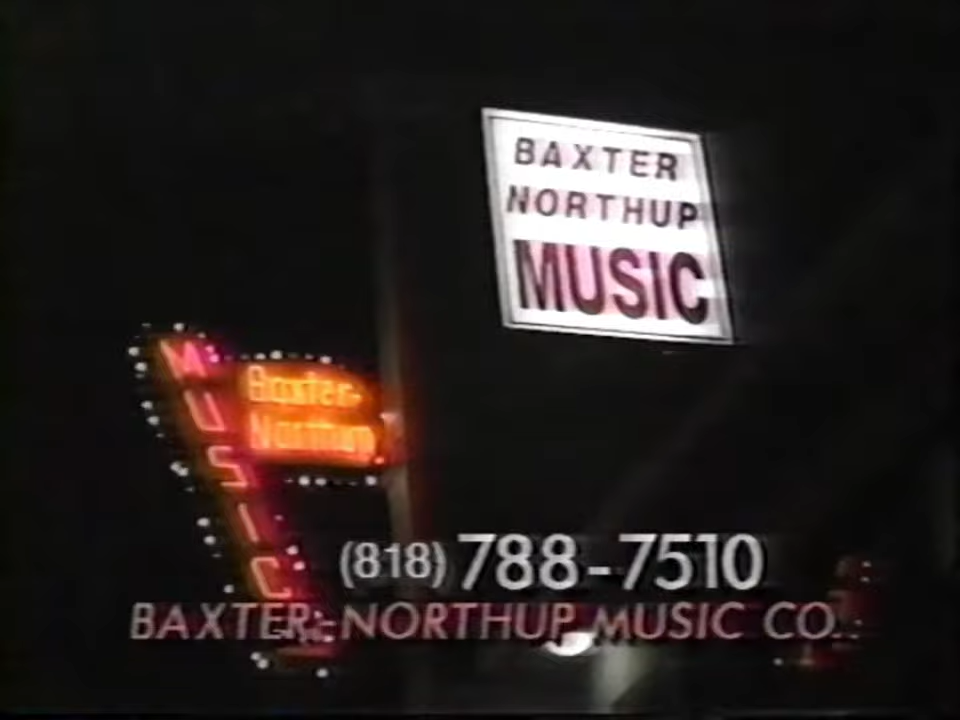 BAXTER
NORTHUP
MUSIC
MUSIC
Baxter-
Northup
(818) 788-7510
BAXTER-NORTHUP MUSIC CO.